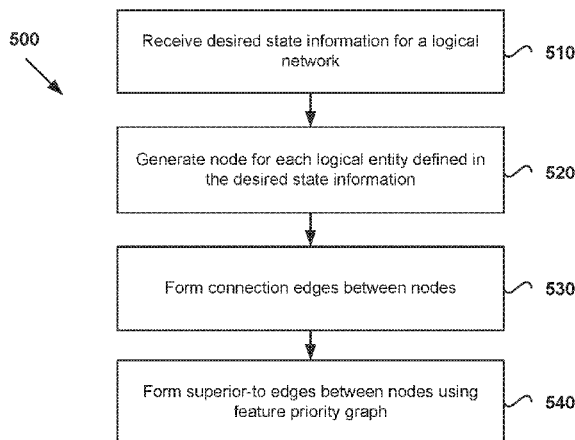 500
Receive desired state information for a logical
network
510
Generate node for each logical entity defined in
the desired state information
520
Form connection edges between nodes
530
Form superior-to edges between nodes using
feature priority graph
540